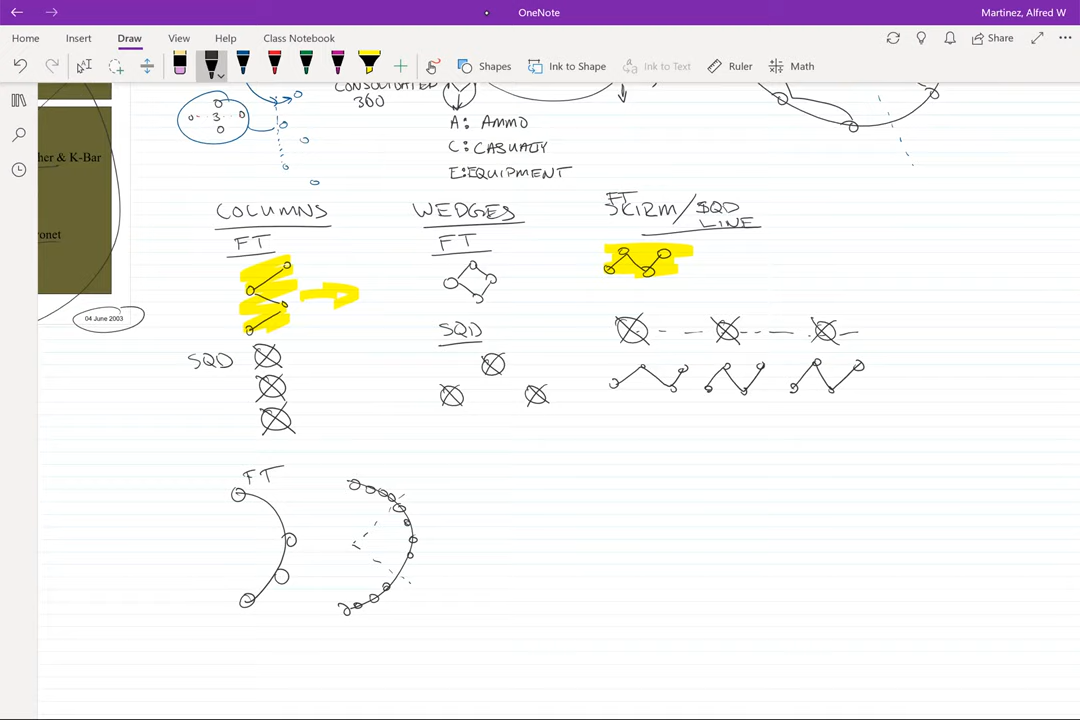 OneNote
Martinez, Alfred W
Home Insert Draw View Help Class Notebook
Share
Shapes Ink to Shape Ink to Text Ruler Math
CONSOLIDATED
360
3
A: AMMO
C: CASUALTY
E: EQUIPMENT
her & K-Bar
onet
04 June 2003
COLUMNS WEDGES SKIRM/SQD
FT
LINE
FT FT
SQD
SQD
FT